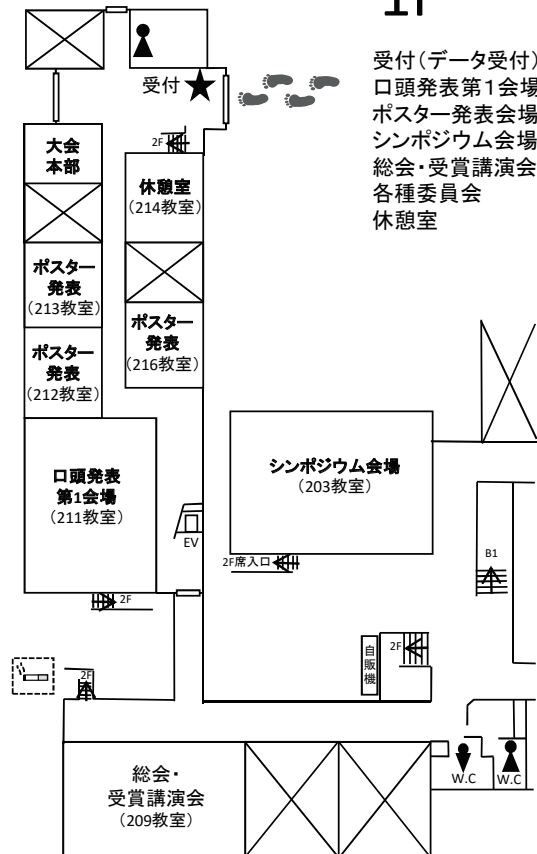 1F
受付(データ受付)
口頭発表第1会場
ポスター発表会場
シンポジウム会場
総会・受賞講演会
各種委員会
休憩室
受付
2F
大会
本部
休憩室
(214教室)
ポスター
発表
(213教室)
ポスター
発表
(216教室)
ポスター
発表
(212教室)
口頭発表
第1会場
(211教室)
シンポジウム会場
(203教室)
EV
2F席入口
B1
2F
自販機
2F
2F
総会・
受賞講演会
(209教室)
W.C
W.C